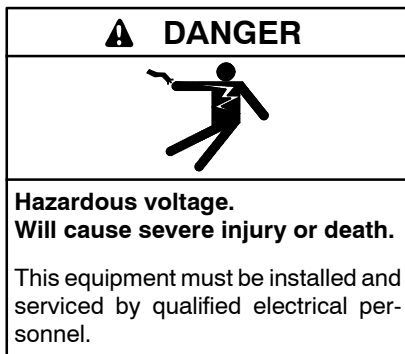 DANGER
Hazardous voltage.
Will cause severe injury or death.
This equipment must be installed and
serviced by qualified electrical per-
sonnel.